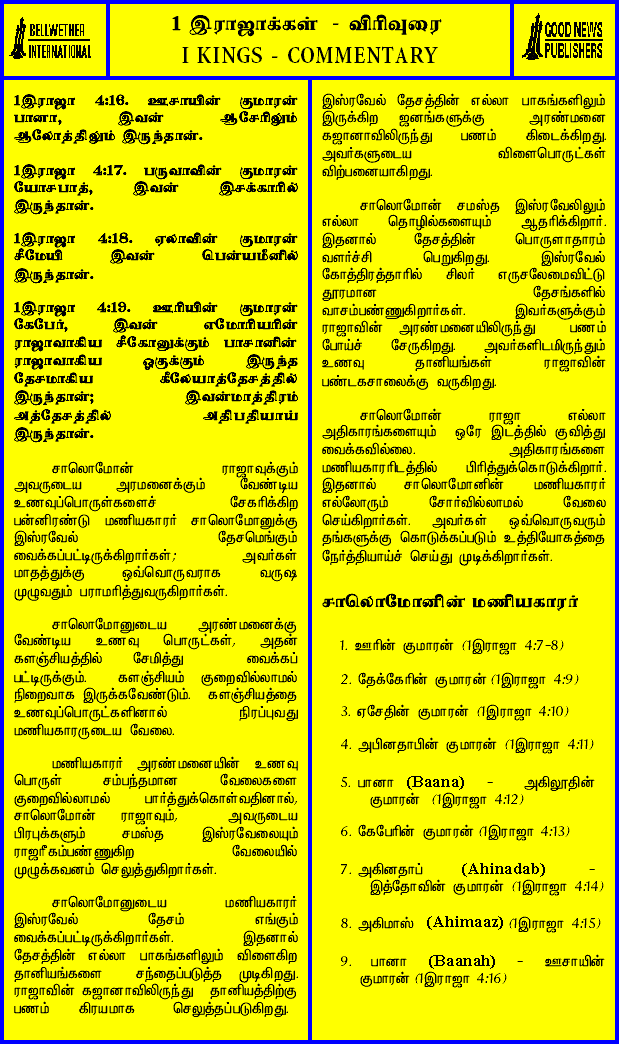 BELLWETHER
INTERNATIONAL
1 இராஜாக்கள் - விரிவுரை
I KINGS - COMMENTARY
GOOD NEWS
PUBLISHERS
1இராஜா 4:16. ஊசாயின் குமாரன்
பானா, இவன் ஆசேரிலும்
ஆலோத்திலும் இருந்தான்.
1இராஜா 4:17. பருவாவின் குமாரன்
யோசபாத், இவன் இசக்காரில்
இருந்தான்.
1இராஜா 4:18. ஏலாவின் குமாரன்
சீமேயி இவன் பென்யமீனில்
இருந்தான்.
1இராஜா 4:19. ஊரியின் குமாரன்
கேபேர், இவன் எமோரியரின்
ராஜாவாகிய சீகோனுக்கும் பாசானின்
ராஜாவாகிய ஓகுக்கும் இருந்த
தேசமாகிய கீலேயாத்தேசத்தில்
இருந்தான்; இவன்மாத்திரம்
அத்தேசத்தில் அதிபதியாய்
இருந்தான்.
சாலொமோன் ராஜாவுக்கும்
அவருடைய அரமனைக்கும் வேண்டிய
உணவுப்பொருள்களைச் சேகரிக்கிற
பன்னிரண்டு மணியகாரர் சாலொமோனுக்கு
இஸ்ரவேல் தேசமெங்கும்
வைக்கப்பட்டிருக்கிறார்கள்; அவர்கள்
மாதத்துக்கு ஒவ்வொருவராக வருஷ
முழுவதும் பராமரித்துவருகிறார்கள்.
சாலொமோனுடைய அரண்மனைக்கு
வேண்டிய உணவு பொருட்கள், அதன்
களஞ்சியத்தில் சேமித்து வைக்கப்
பட்டிருக்கும். களஞ்சியம் குறைவில்லாமல்
நிறைவாக இருக்கவேண்டும். களஞ்சியத்தை
உணவுப்பொருட்களினால் நிரப்புவது
மணியகாரருடைய வேலை.
மணியகாரர் அரண்மனையின் உணவு
பொருள் சம்பந்தமான வேலைகளை
குறைவில்லாமல் பார்த்துக்கொள்வதினால்,
சாலொமோன் ராஜாவும், அவருடைய
பிரபுக்களும் சமஸ்த இஸ்ரவேலையும்
ராஜரீகம்பண்ணுகிற வேலையில்
முழுக்கவனம் செலுத்துகிறார்கள்.
சாலொமோனுடைய மணியகாரர்
இஸ்ரவேல் தேசம் எங்கும்
வைக்கப்பட்டிருக்கிறார்கள். இதனால்
தேசத்தின் எல்லா பாகங்களிலும் விளைகிற
தானியங்களை சந்தைப்படுத்த முடிகிறது.
ராஜாவின் கஜானாவிலிருந்து தானியத்திற்கு
பணம் கிரயமாக செலுத்தப்படுகிறது.
இஸ்ரவேல் தேசத்தின் எல்லா பாகங்களிலும்
இருக்கிற ஜனங்களுக்கு அரண்மனை
கஜானாவிலிருந்து பணம் கிடைக்கிறது.
அவர்களுடைய விளைபொருட்கள்
விற்பனையாகிறது.
சாலொமோன் சமஸ்த இஸ்ரவேலிலும்
எல்லா தொழில்களையும் ஆதரிக்கிறார்.
இதனால் தேசத்தின் பொருளாதாரம்
வளர்ச்சி பெறுகிறது. இஸ்ரவேல்
கோத்திரத்தாரில் சிலர் எருசலேமைவிட்டு
தூரமான தேசங்களில்
வாசம்பண்ணுகிறார்கள். இவர்களுக்கும்
ராஜாவின் அரண்மனையிலிருந்து பணம்
போய்ச் சேருகிறது. அவர்களிடமிருந்தும்
உணவு தானியங்கள் ராஜாவின்
பண்டகசாலைக்கு வருகிறது.
சாலொமோன் ராஜா எல்லா
அதிகாரங்களையும் ஒரே இடத்தில் குவித்து
வைக்கவில்லை. அதிகாரங்களை
மணியகாரரிடத்தில் பிரித்துக்கொடுக்கிறார்.
இதனால் சாலொமோனின் மணியகாரர்
எல்லோரும் சோர்வில்லாமல் வேலை
செய்கிறார்கள். அவர்கள் ஒவ்வொருவரும்
தங்களுக்கு கொடுக்கப்படும் உத்தியோகத்தை
நேர்த்தியாய்ச் செய்து முடிக்கிறார்கள்.
சாலொமோனின் மணியகாரர்
1. ஊரின் குமாரன் (1இராஜா 4:7-8)
2. தேக்கேரின் குமாரன் (1இராஜா 4:9)
3. ஏசேதின் குமாரன் (1இராஜா 4:10)
4. அபினதாபின் குமாரன் (1இராஜா 4:11)
5. பானா (Baana) - அகிலூதின்
குமாரன் (1இராஜா 4:12)
6. கேபேரின் குமாரன் (1இராஜா 4:13)
7. அகினதாப் (Ahinadab) -
இத்தோவின் குமாரன் (1இராஜா 4:14)
8. அகிமாஸ் (Ahimaaz) (1இராஜா 4:15)
9. பானா (Baanah) - ஊசாயின்
குமாரன் (1இராஜா 4:16)